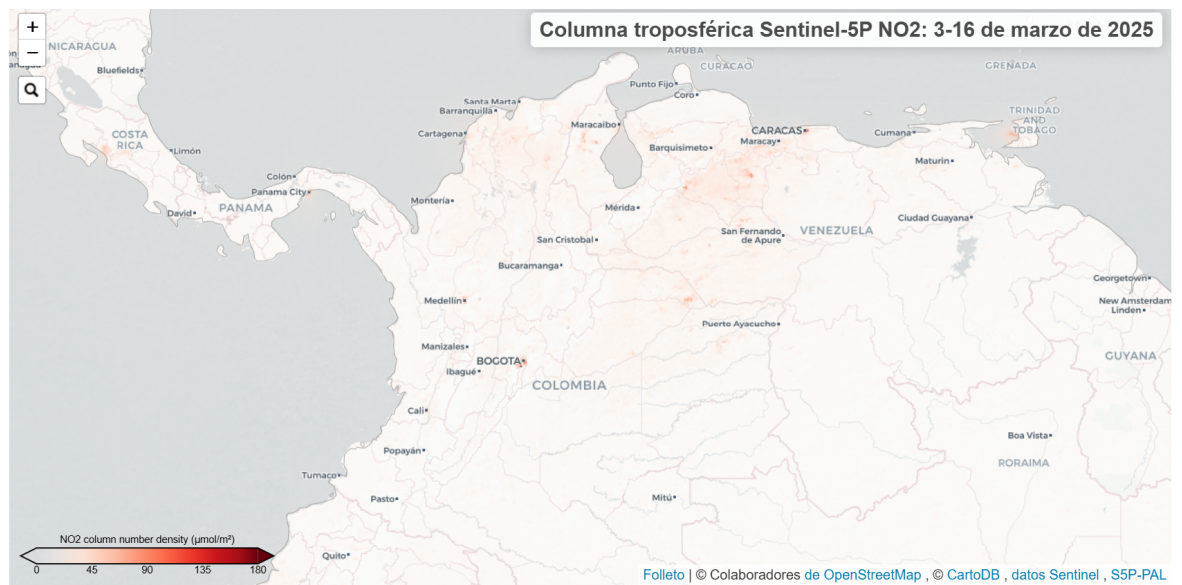 Columna troposférica Sentinel-5P NO2: 3-16 de marzo de 2025
+
−
NICARAGUA
Bluefields
COSTA
RICA
Limón
Colón
Panama City
David
PANAMA
ARUBA
CURACAO
GRENADA
Punto Fijo
Coro
Santa Marta
Barranquilla
Cartagena
Maracaibo
CARACAS
Maracay
Barquisimeto
Cumana
TRINIDAD
AND
TOBAGO
Maturin
Montería
Mérida
Ciudad Guayana
San Fernando
de Apure
VENEZUELA
San Cristobal
Bucaramanga
Georgetown
Medellín
New Amsterdam
Linden
Puerto Ayacucho
Manizales
BOGOTA
Ibagué
COLOMBIA
GUYANA
Cali
Boa Vista
Popayán
RORAIMA
Tumaco
Pasto
Mitú
Quito
NO2 column number density (μmol/m²)
0 45 90 135 180
Folleto | © Colaboradores de OpenStreetMap , © CartoDB , datos Sentinel , S5P-PAL